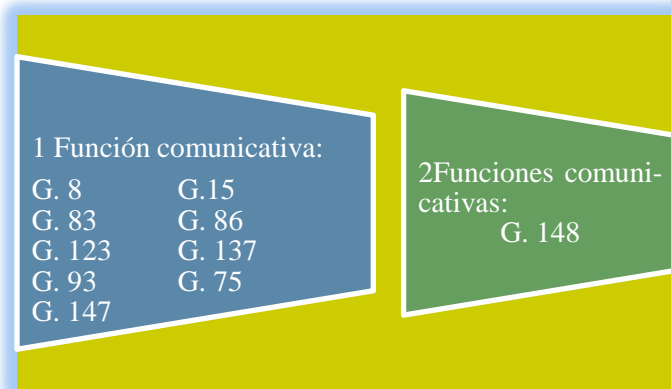 1 Función comunicativa:
G. 8 G.15
G. 83 G. 86
G. 123 G. 137
G. 93 G. 75
G. 147
2Funciones comuni-
cativas:
G. 148